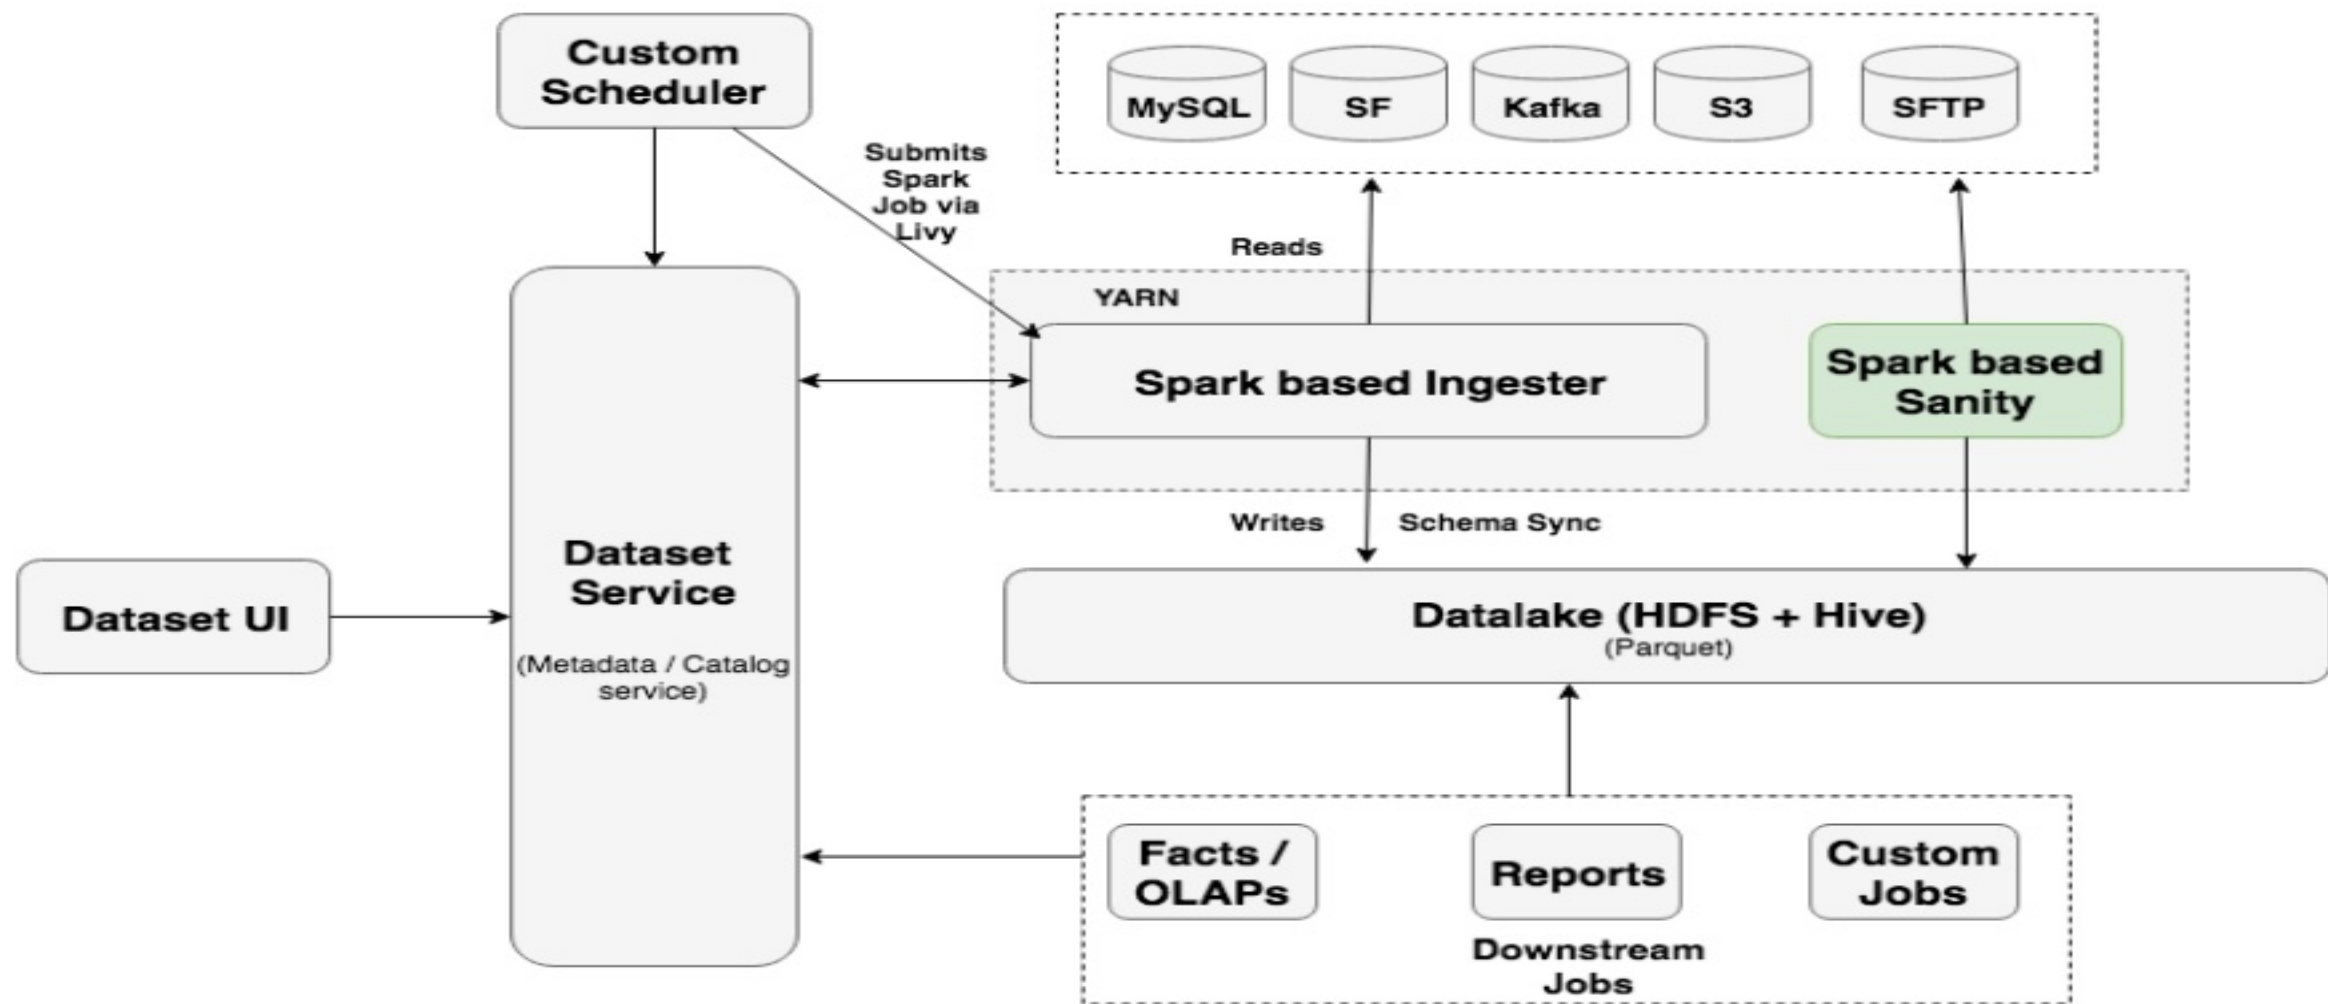 Custom
Scheduler
MySQL
SF
Kafka
S3
SFTP
Submits
Spark
Job via
Livy
Reads
YARN
Spark based Ingester
Spark based
Sanity
Writes
Schema Sync
Dataset
Service
(Metadata / Catalog
service)
Dataset UI
Datalake (HDFS + Hive)
(Parquet)
Facts /
OLAPs
Reports
Custom
Jobs
Downstream
Jobs